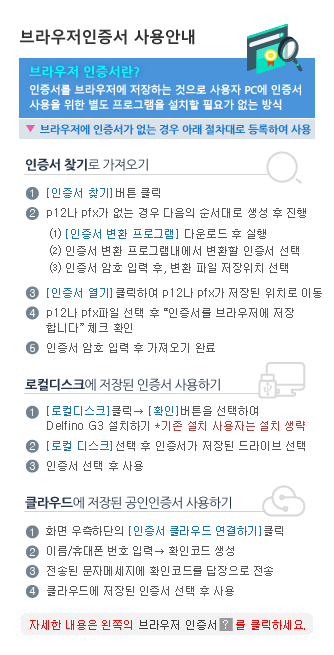 브라우저인증서 사용안내
브라우저 인증서란?
인증서를 브라우저에 저장하는 것으로 사용자 PC에 인증서
사용을 위한 별도 프로그램을 설치할 필요가 없는 방식
▼ 브라우저에 인증서가 없는 경우 아래 절차대로 등록하여 사용
인증서 찾기로 가져오기
1 [인증서 찾기]버튼 클릭
2 p12나 pfx가 없는 경우 다음의 순서대로 생성 후 진행
(1) [인증서 변환 프로그램] 다운로드 후 실행
(2) 인증서 변환 프로그램내에서 변환할 인증서 선택
(3) 인증서 암호 입력 후, 변환 파일 저장위치 선택
3 [인증서 열기]클릭하여 p12나 pfx가 저장된 위치로 이동
4 p12나 pfx파일 선택 후 “인증서를 브라우저에 저장
합니다” 체크 확인
5 인증서 암호 입력 후 가져오기 완료
로컬디스크에 저장된 인증서 사용하기
1 [로컬디스크]클릭→ [확인]버튼을 선택하여
Delfino G3 설치하기 *기존 설치 사용자는 설치 생략
2 [로컬 디스크]선택 후 인증서가 저장된 드라이브 선택
3 인증서 선택 후 사용
클라우드에 저장된 공인인증서 사용하기
1 화면 우측하단의 [인증서 클라우드 연결하기]클릭
2 이름/휴대폰 번호 입력→ 확인코드 생성
3 전송된 문자메세지에 확인코드를 답장으로 전송
4 클라우드에 저장된 인증서 선택 후 사용
자세한 내용은 왼쪽의 브라우저 인증서 ? 를 클릭하세요.